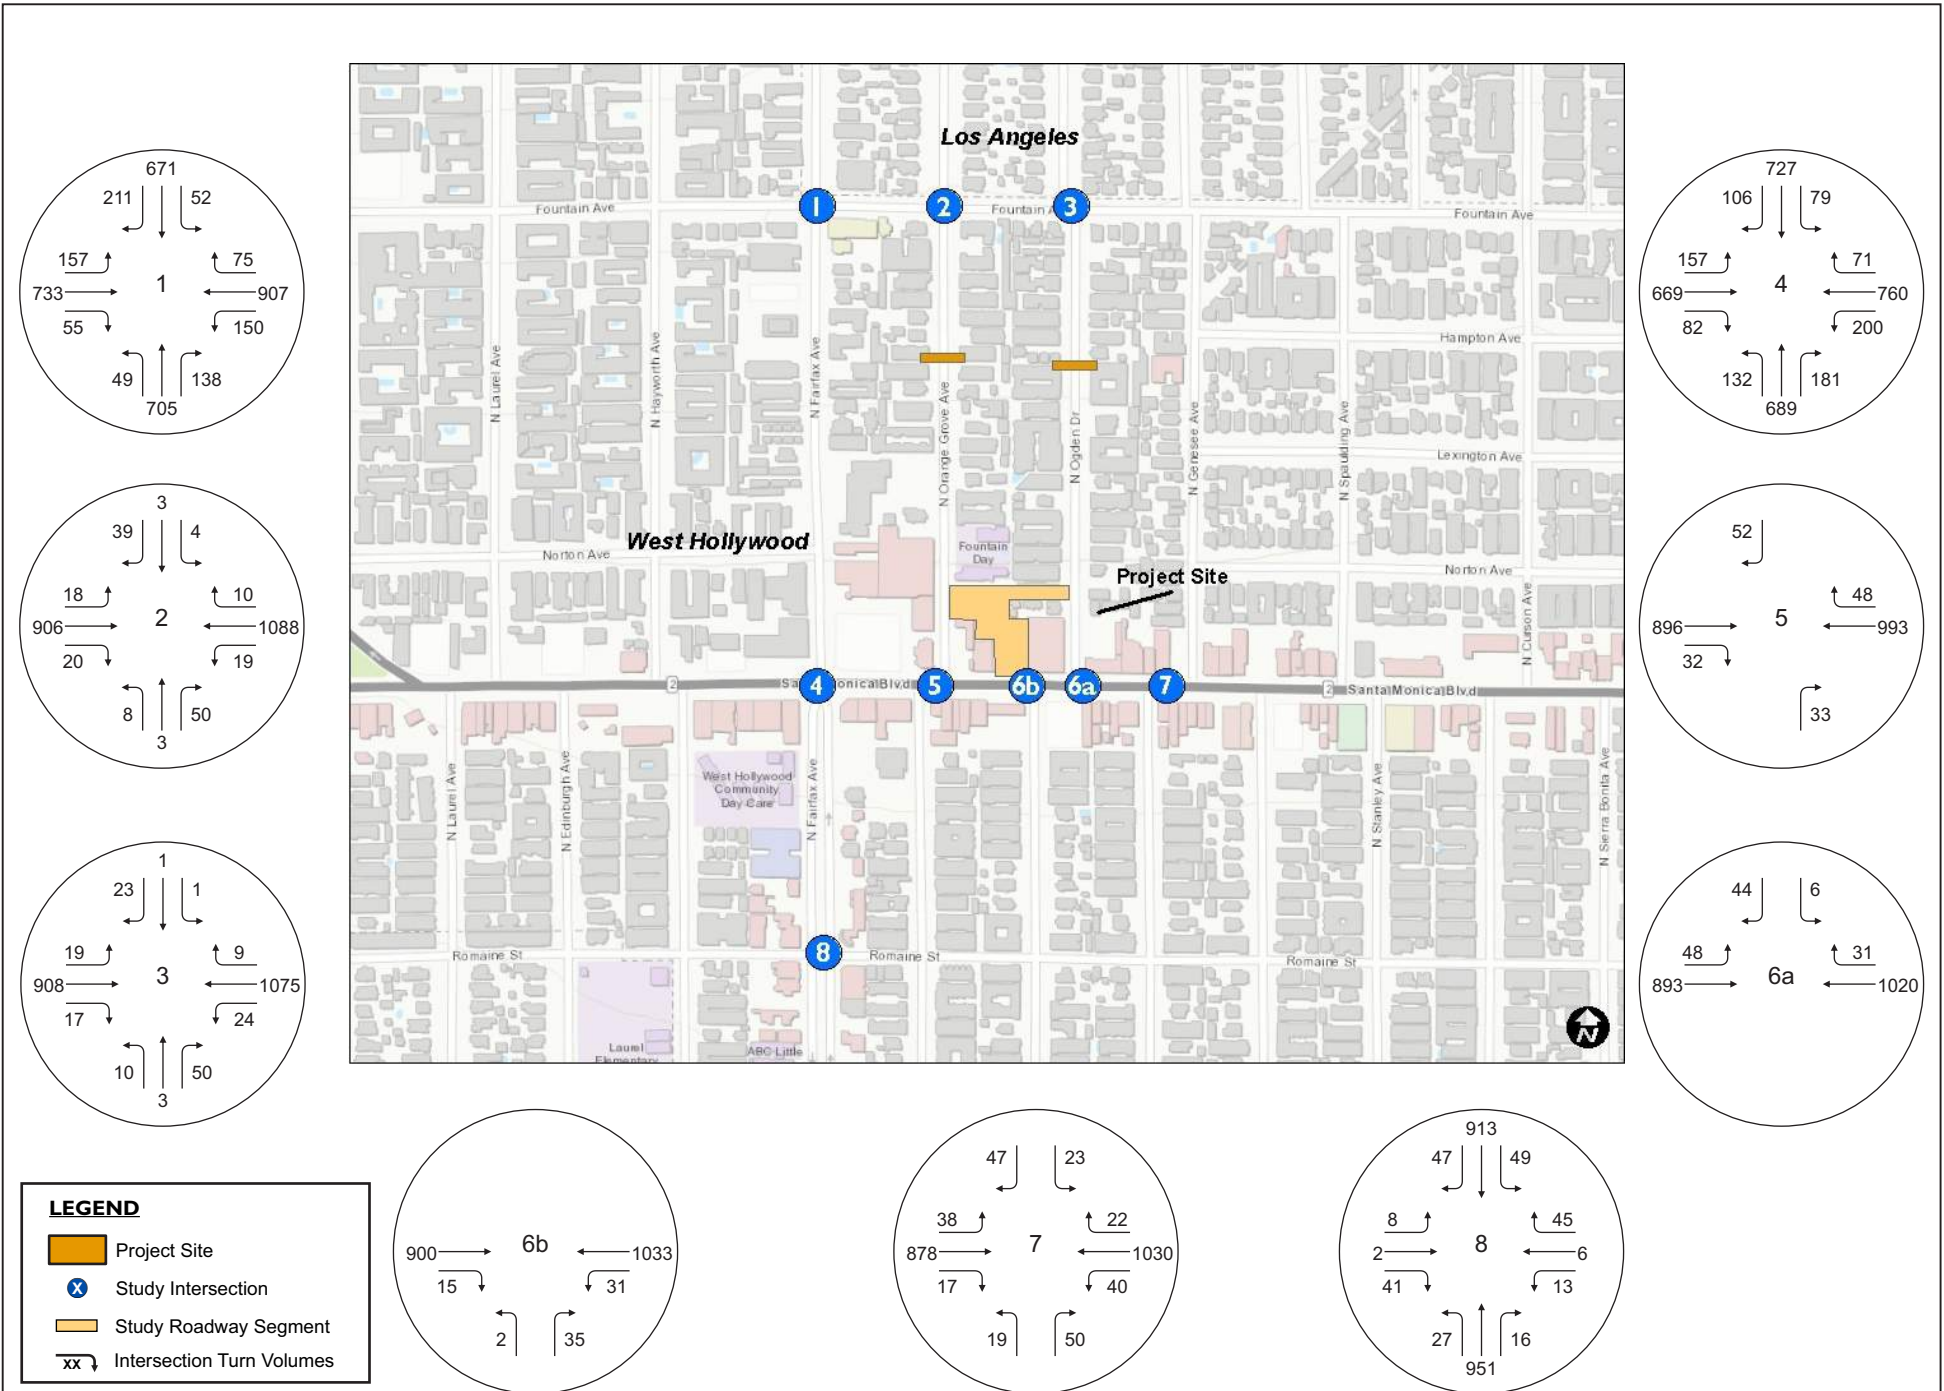 671
211
52
157
75
733
1
907
55
150
49
138
705
3
39
4
18
10
906
2
1088
20
19
8
50
3
1
23
1
19
9
908
3
1075
17
24
10
50
3
Los Angeles
1
2
3
Fountain Ave
Fountain A
Fountain Ave
Hampton Ave
N Laurel Ave
N Hayworth Ave
N Fairfax Ave
N Orange Grove Ave
N Ogden Dr
N Genesee Ave
N Spaulding Ave
Lexington Ave
West Hollywood
Norton Ave
Fountain
Day
Norton Ave
Project Site
N Curson Ave
2
4
5
6b
6a
7
2
Santa Monica Blvd
West Hollywood
Community
Day Care
N Laurel Ave
N Edinburgh Ave
N Fairfax Ave
N Stanley Ave
N Sierra Bonita Ave
8
Romaine St
Romaine St
Romaine St
Laurel
Elementary
ABC Little
N
727
106
79
157
71
669
4
760
82
200
132
181
689
52
48
896
5
993
32
33
44
6
48
31
893
6a
1020
LEGEND
Project Site
X Study Intersection
Study Roadway Segment
xx Intersection Turn Volumes
900
6b
1033
15
31
2
35
47
23
38
22
878
7
1030
17
40
19
50
913
47
49
8
45
2
8
6
41
13
27
16
951